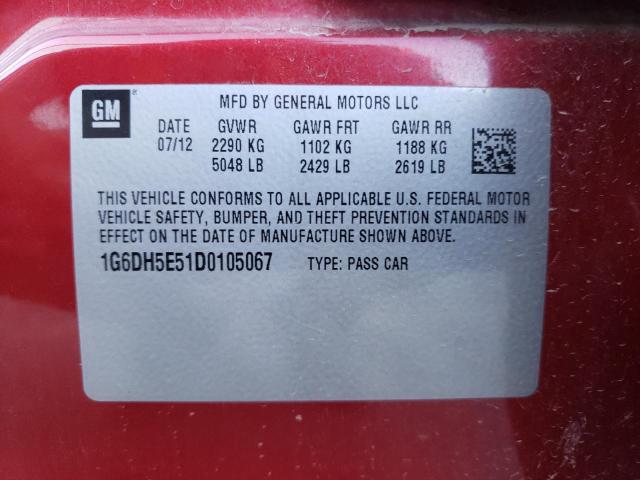 GM
MFD BY GENERAL MOTORS LLC
DATE GVWR GAWR FRT GAWR RR
07/12 2290 KG 1102 KG 1188 KG
5048 LB 2429 LB 2619 LB
THIS VEHICLE CONFORMS TO ALL APPLICABLE U.S. FEDERAL MOTOR
VEHICLE SAFETY, BUMPER, AND THEFT PREVENTION STANDARDS IN
EFFECT ON THE DATE OF MANUFACTURE SHOWN ABOVE.
1G6DH5E51D0105067 TYPE: PASS CAR